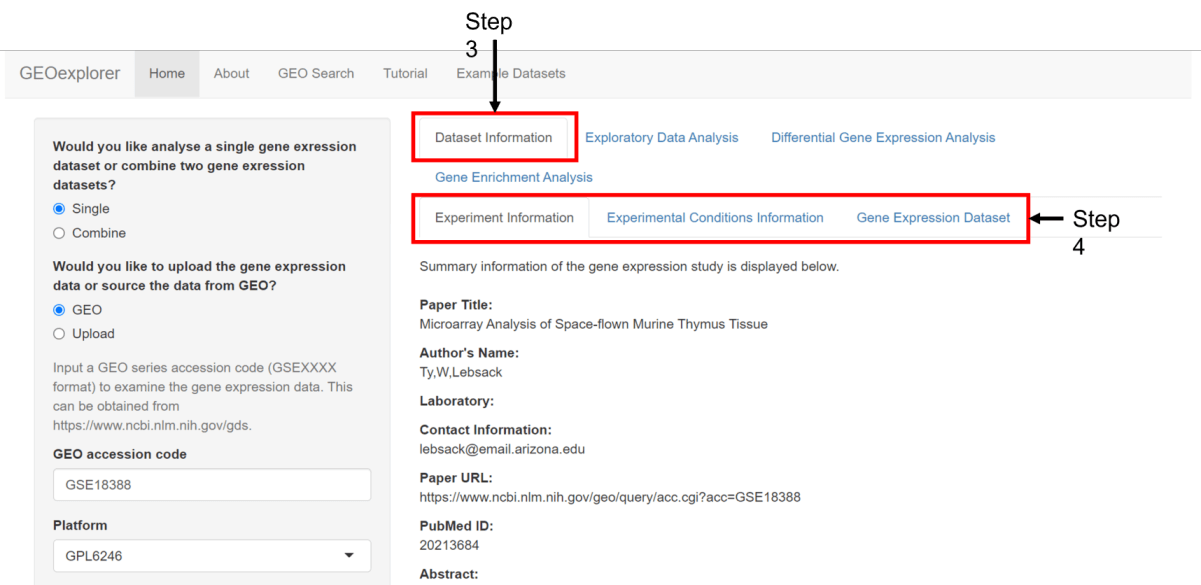 Step
3
GEOexplorer Home About GEO Search Tutorial Example Datasets
Would you like analyse a single gene exression
dataset or combine two gene exression
datasets?
Single
Combine
Would you like to upload the gene expression
data or source the data from GEO?
GEO
Upload
Input a GEO series accession code (GSEXXXX
format) to examine the gene expression data. This
can be obtained from
https://www.ncbi.nlm.nih.gov/gds.
GEO accession code
GSE18388
Platform
GPL6246
Dataset Information Exploratory Data Analysis Differential Gene Expression Analysis
Gene Enrichment Analysis
Experiment Information Experimental Conditions Information Gene Expression Dataset
Step
4
Summary information of the gene expression study is displayed below.
Paper Title:
Microarray Analysis of Space-flown Murine Thymus Tissue
Author's Name:
Ty,W,Lebsack
Laboratory:
Contact Information:
lebsack@email.arizona.edu
Paper URL:
https://www.ncbi.nlm.nih.gov/geo/query/acc.cgi?acc=GSE18388
PubMed ID:
20213684
Abstract: